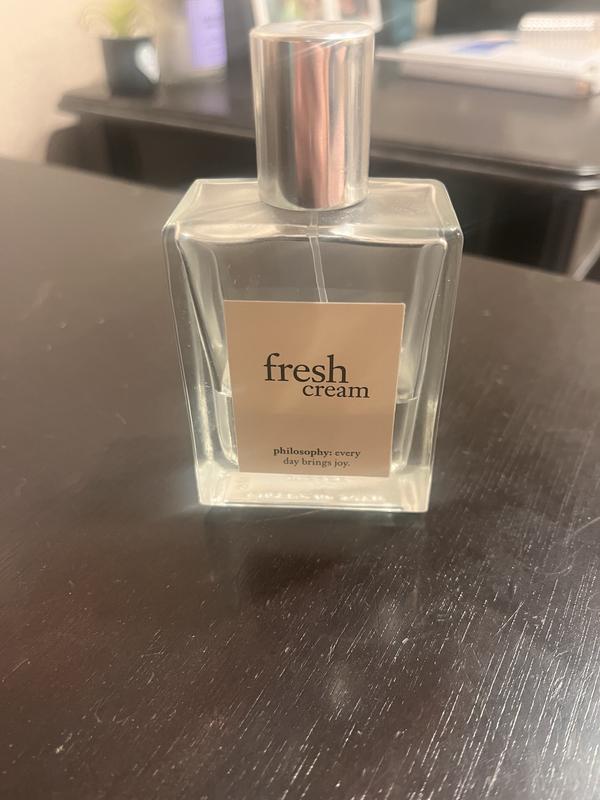 fresh
cream
philosophy: every
day brings joy.